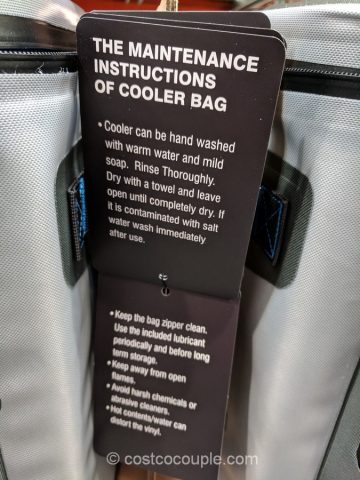 THE MAINTENANCE
INSTRUCTIONS
OF COOLER BAG
• Cooler can be hand washed
with warm water and mild
soap. Rinse Thoroughly.
Dry with a towel and leave
open until completely dry. If
it is contaminated with salt
water wash immediately
after use.
• Keep the bag zipper clean.
Use the included lubricant
periodically and before long
term storage.
• Keep away from open
flames.
• Avoid harsh chemicals or
abrasive cleaners.
• Hot contents/water can
distort the vinyl.
© costcocouple.com